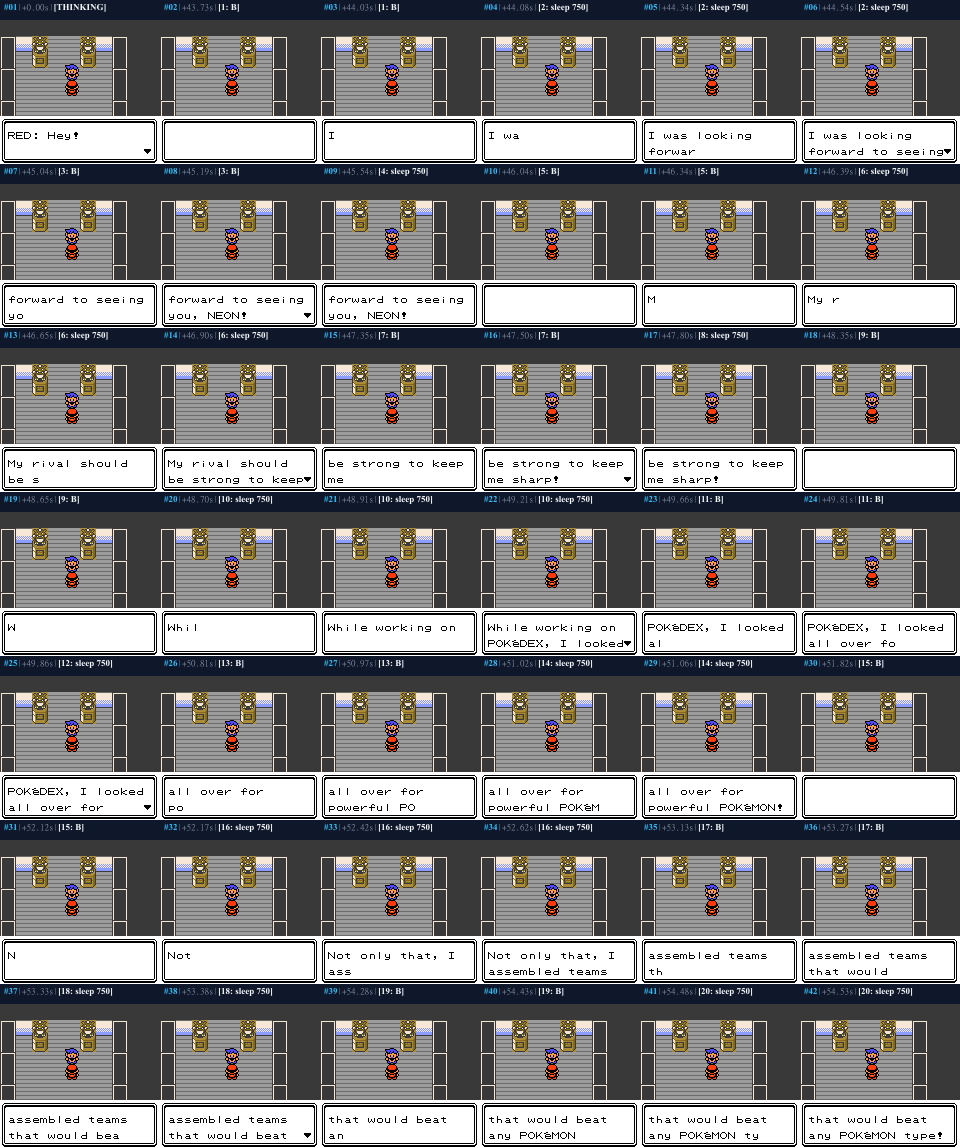 #01|+0.00s|[THINKING] #02|+43.73s|[1: B] #03|+44.03s|[1: B] #04|+44.08s|[2: sleep 750] #05|+44.34s|[2: sleep 750] #06|+44.54s|[2: sleep 750]
RED: Hey!
I
I wa
I was looking
forwar
I was looking
forward to seeing
#07|+45.04s|[3: B] #08|+45.19s|[3: B] #09|+45.54s|[4: sleep 750] #10|+46.04s|[5: B] #11|+46.34s|[5: B] #12|+46.39s|[6: sleep 750]
forward to seeing
yo
forward to seeing
you, NEON!
forward to seeing
you, NEON!
M
My r
#13|+46.65s|[6: sleep 750] #14|+46.90s|[6: sleep 750] #15|+47.35s|[7: B] #16|+47.50s|[7: B] #17|+47.80s|[8: sleep 750] #18|+48.35s|[9: B]
My rival should
be s
My rival should
be strong to keep
be strong to keep
me
be strong to keep
me sharp!
be strong to keep
me sharp!
#19|+48.65s|[9: B] #20|+48.70s|[10: sleep 750] #21|+48.91s|[10: sleep 750] #22|+49.21s|[10: sleep 750] #23|+49.66s|[11: B] #24|+49.81s|[11: B]
W
Whil
While working on
While working on
POKéDEX, I looked
POKéDEX, I looked
al
POKéDEX, I looked
all over fo
#25|+49.86s|[12: sleep 750] #26|+50.81s|[13: B] #27|+50.97s|[13: B] #28|+51.02s|[14: sleep 750] #29|+51.06s|[14: sleep 750] #30|+51.82s|[15: B]
POKéDEX, I looked
all over for
all over for
po
all over for
powerful PO
all over for
powerful POKéM
all over for
powerful POKéMON!
#31|+52.12s|[15: B] #32|+52.17s|[16: sleep 750] #33|+52.42s|[16: sleep 750] #34|+52.62s|[16: sleep 750] #35|+53.13s|[17: B] #36|+53.27s|[17: B]
N
Not
Not only that, I
ass
Not only that, I
assembled teams
assembled teams
th
assembled teams
that would
#37|+53.33s|[18: sleep 750] #38|+53.38s|[18: sleep 750] #39|+54.28s|[19: B] #40|+54.43s|[19: B] #41|+54.48s|[20: sleep 750] #42|+54.53s|[20: sleep 750]
assembled teams
that would bea
assembled teams
that would beat
that would beat
an
that would beat
any POKéMON
that would beat
any POKéMON ty
that would beat
any POKéMON type!